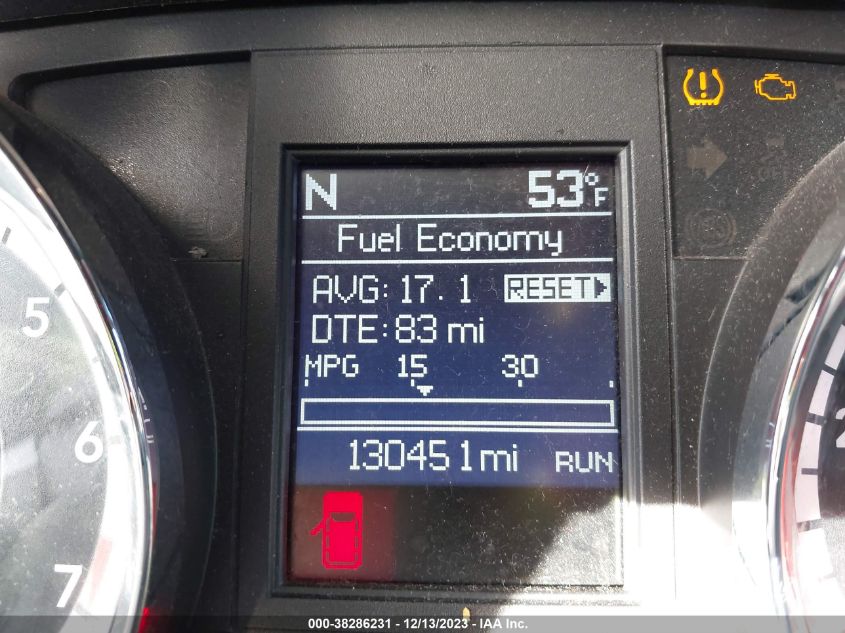 N 53°F
Fuel Economy
AVG: 17.1 RESET
DTE: 83 mi
MPG 15 30
130451 mi RUN
5
6
7
000-38286231 - 12/13/2023 - IAA Inc.